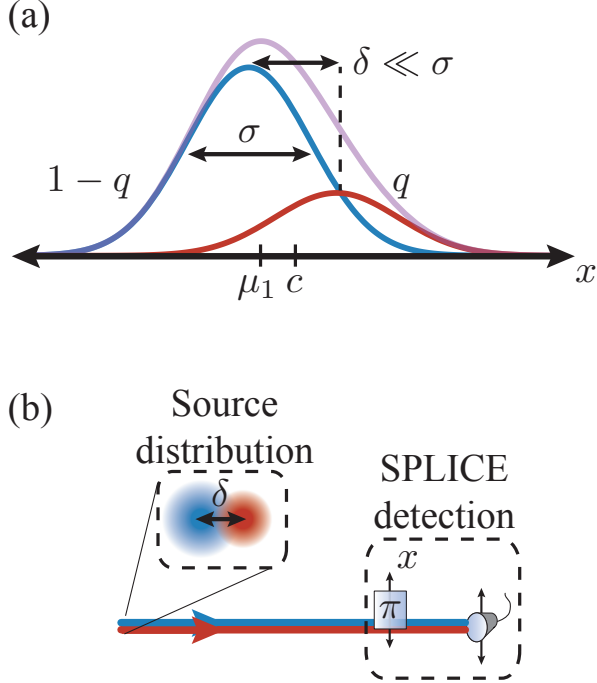 (a)
δ ≪ σ
σ
1 − q
q
μ₁ c
x
(b)
Source
distribution
δ
SPLICE
detection
x
π